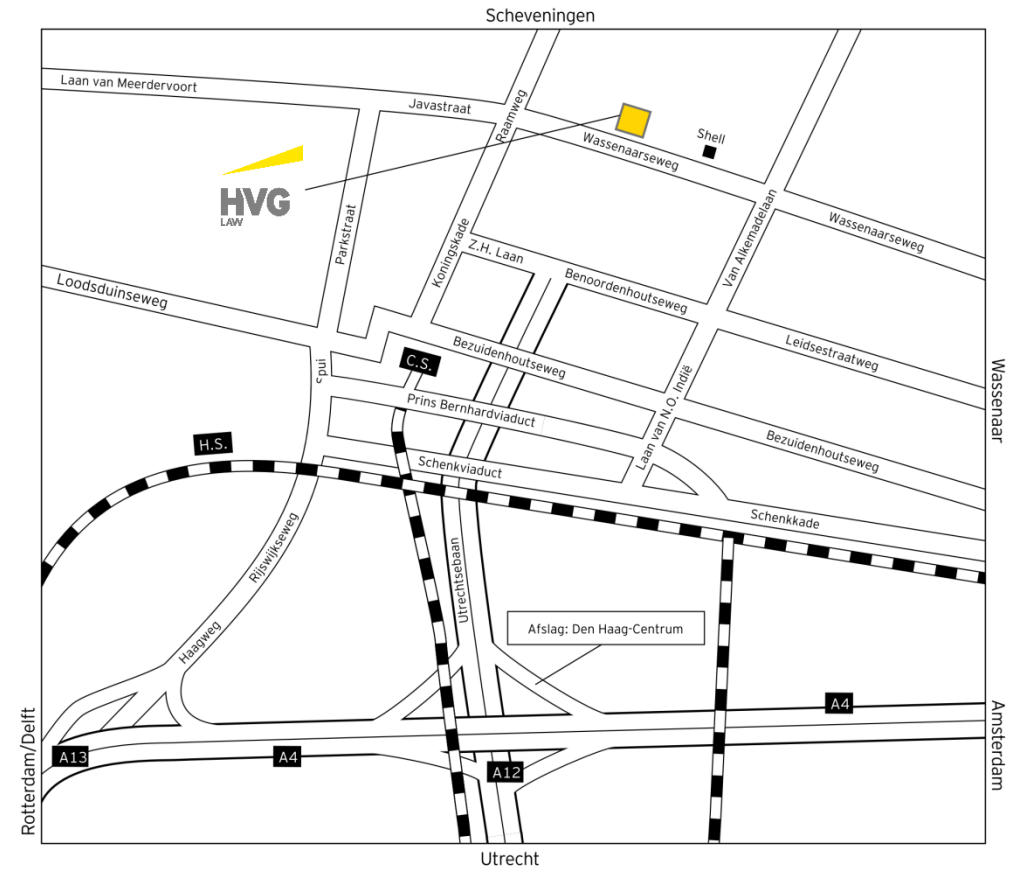 Scheveningen
Laan van Meerdervoort
Javastraat
Raamweg
Wassenaarseweg
Shell
HVG
LAW
Parkstraat
Koningskade
Z.H. Laan
Van Alkemadelaan
Wassenaarseweg
Loodsduinseweg
Benoordenhoutseweg
Leidsestraatweg
Wassenaar
Spui
C.S.
Bezuidenhoutseweg
Prins Bernhardviaduct
Laan van N.O. Indië
Bezuidenhoutseweg
H.S.
Schenkviaduct
Schenkkade
Rijswijkseweg
Utrechtsebaan
Haagweg
Afslag: Den Haag-Centrum
A4
Rotterdam/Delft
A13
A4
A12
Amsterdam
Utrecht